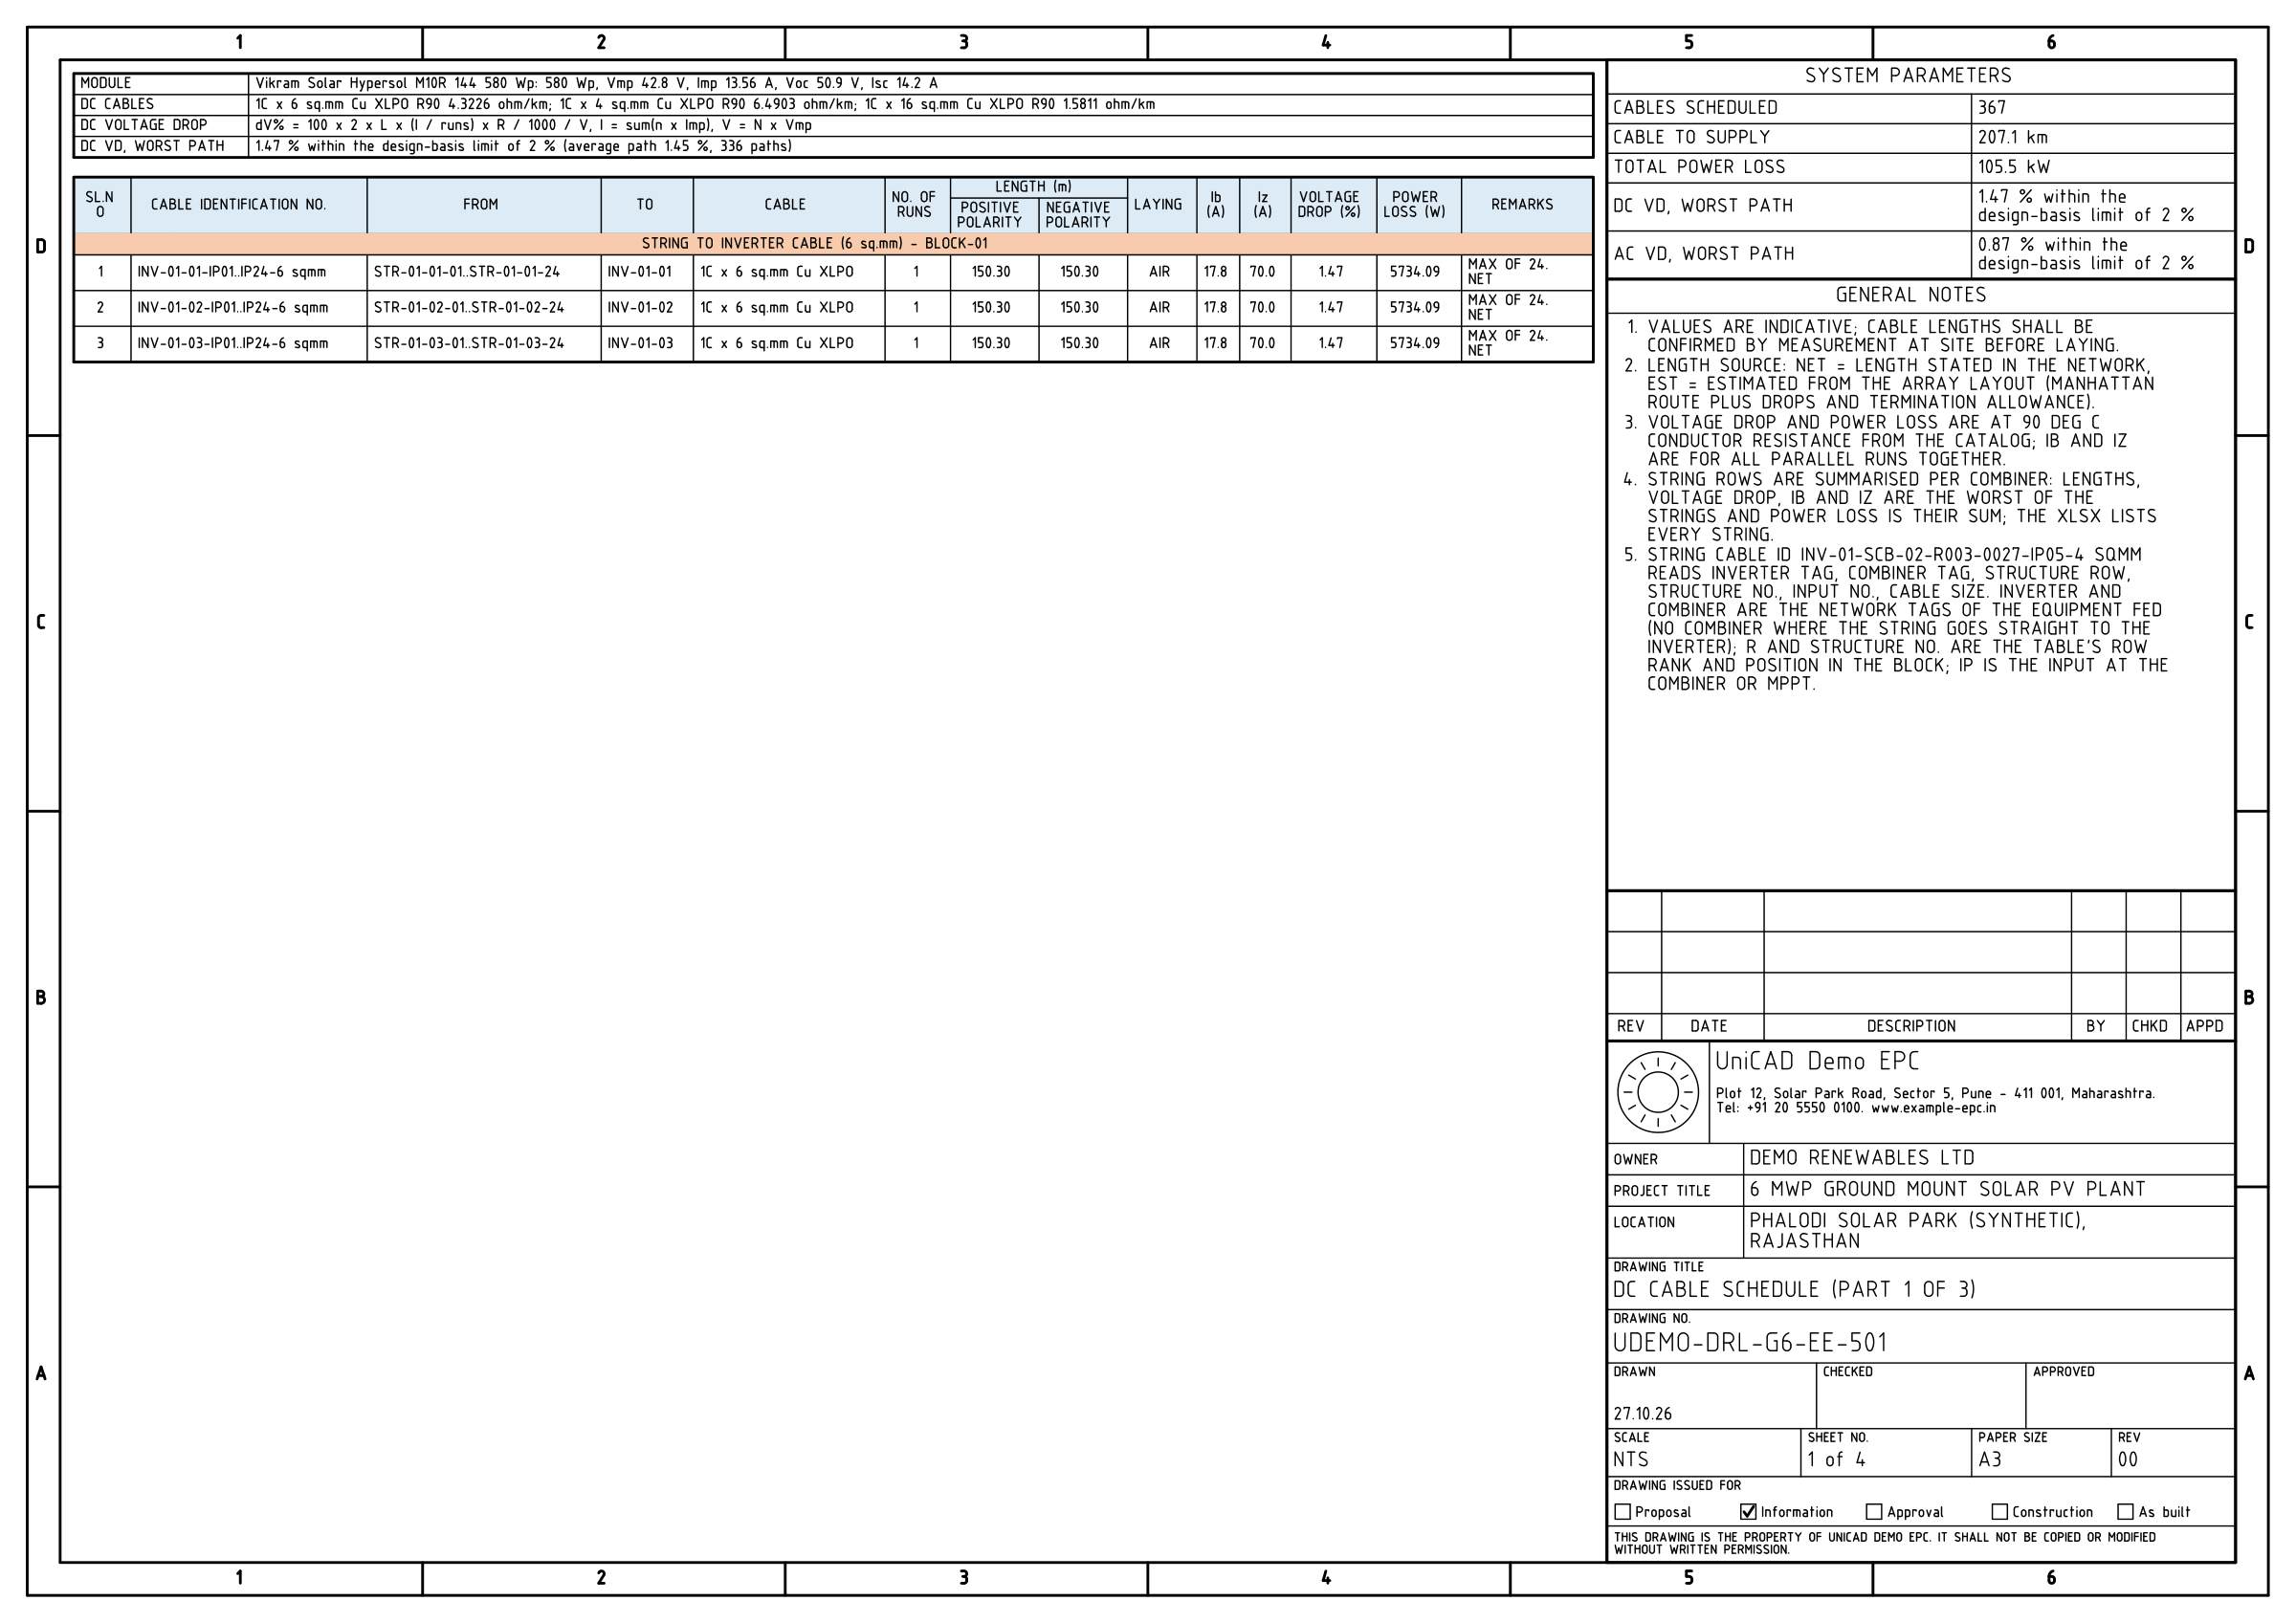 1 2 3 4 5 6
MODULE Vikram Solar Hypersol M10R 144 580 Wp: 580 Wp, Vmp 42.8 V, Imp 13.56 A, Voc 50.9 V, Isc 14.2 A
DC CABLES 1C x 6 sq.mm Cu XLPO R90 4.3226 ohm/km; 1C x 4 sq.mm Cu XLPO R90 6.4903 ohm/km; 1C x 16 sq.mm Cu XLPO R90 1.5811 ohm/km
DC VOLTAGE DROP dV% = 100 x 2 x L x (I / runs) x R / 1000 / V, I = sum(n x Imp), V = N x Vmp
DC VD, WORST PATH 1.47 % within the design-basis limit of 2 % (average path 1.45 %, 336 paths)
SL.N
O
CABLE IDENTIFICATION NO.
FROM
TO
CABLE
NO. OF
RUNS
LENGTH (m)
POSITIVE
POLARITY
NEGATIVE
POLARITY
LAYING
Ib
(A)
Iz
(A)
VOLTAGE
DROP (%)
POWER
LOSS (W)
REMARKS
STRING TO INVERTER CABLE (6 sq.mm) - BLOCK-01
1 INV-01-01-IP01..IP24-6 sqmm STR-01-01-01..STR-01-01-24 INV-01-01 1C x 6 sq.mm Cu XLPO 1 150.30 150.30 AIR 17.8 70.0 1.47 5734.09 MAX OF 24.
NET
2 INV-01-02-IP01..IP24-6 sqmm STR-01-02-01..STR-01-02-24 INV-01-02 1C x 6 sq.mm Cu XLPO 1 150.30 150.30 AIR 17.8 70.0 1.47 5734.09 MAX OF 24.
NET
3 INV-01-03-IP01..IP24-6 sqmm STR-01-03-01..STR-01-03-24 INV-01-03 1C x 6 sq.mm Cu XLPO 1 150.30 150.30 AIR 17.8 70.0 1.47 5734.09 MAX OF 24.
NET
SYSTEM PARAMETERS
CABLES SCHEDULED 367
CABLE TO SUPPLY 207.1 km
TOTAL POWER LOSS 105.5 kW
DC VD, WORST PATH 1.47 % within the
design-basis limit of 2 %
AC VD, WORST PATH 0.87 % within the
design-basis limit of 2 %
GENERAL NOTES
1. VALUES ARE INDICATIVE; CABLE LENGTHS SHALL BE
CONFIRMED BY MEASUREMENT AT SITE BEFORE LAYING.
2. LENGTH SOURCE: NET = LENGTH STATED IN THE NETWORK,
EST = ESTIMATED FROM THE ARRAY LAYOUT (MANHATTAN
ROUTE PLUS DROPS AND TERMINATION ALLOWANCE).
3. VOLTAGE DROP AND POWER LOSS ARE AT 90 DEG C
CONDUCTOR RESISTANCE FROM THE CATALOG; IB AND IZ
ARE FOR ALL PARALLEL RUNS TOGETHER.
4. STRING ROWS ARE SUMMARISED PER COMBINER: LENGTHS,
VOLTAGE DROP, IB AND IZ ARE THE WORST OF THE
STRINGS AND POWER LOSS IS THEIR SUM; THE XLSX LISTS
EVERY STRING.
5. STRING CABLE ID INV-01-SCB-02-R003-0027-IP05-4 SQMM
READS INVERTER TAG, COMBINER TAG, STRUCTURE ROW,
STRUCTURE NO., INPUT NO., CABLE SIZE. INVERTER AND
COMBINER ARE THE NETWORK TAGS OF THE EQUIPMENT FED
(NO COMBINER WHERE THE STRING GOES STRAIGHT TO THE
INVERTER); R AND STRUCTURE NO. ARE THE TABLE'S ROW
RANK AND POSITION IN THE BLOCK; IP IS THE INPUT AT THE
COMBINER OR MPPT.
D D
C C
B B
A A
REV DATE DESCRIPTION BY CHKD APPD
UniCAD Demo EPC
Plot 12, Solar Park Road, Sector 5, Pune - 411 001, Maharashtra.
Tel: +91 20 5550 0100. www.example-epc.in
OWNER DEMO RENEWABLES LTD
PROJECT TITLE 6 MWP GROUND MOUNT SOLAR PV PLANT
LOCATION PHALODI SOLAR PARK (SYNTHETIC),
RAJASTHAN
DRAWING TITLE
DC CABLE SCHEDULE (PART 1 OF 3)
DRAWING NO.
UDEMO-DRL-G6-EE-501
DRAWN CHECKED APPROVED
27.10.26
SCALE SHEET NO. PAPER SIZE REV
NTS 1 of 4 A3 00
DRAWING ISSUED FOR
Proposal Information Approval Construction As built
THIS DRAWING IS THE PROPERTY OF UNICAD DEMO EPC. IT SHALL NOT BE COPIED OR MODIFIED
WITHOUT WRITTEN PERMISSION.
1 2 3 4 5 6